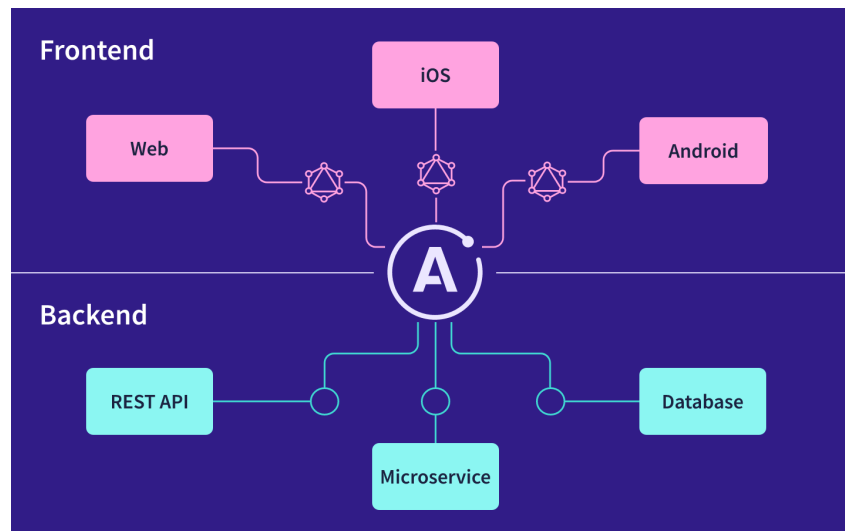 Frontend
iOS
Web
Android
A
Backend
REST API
Database
Microservice